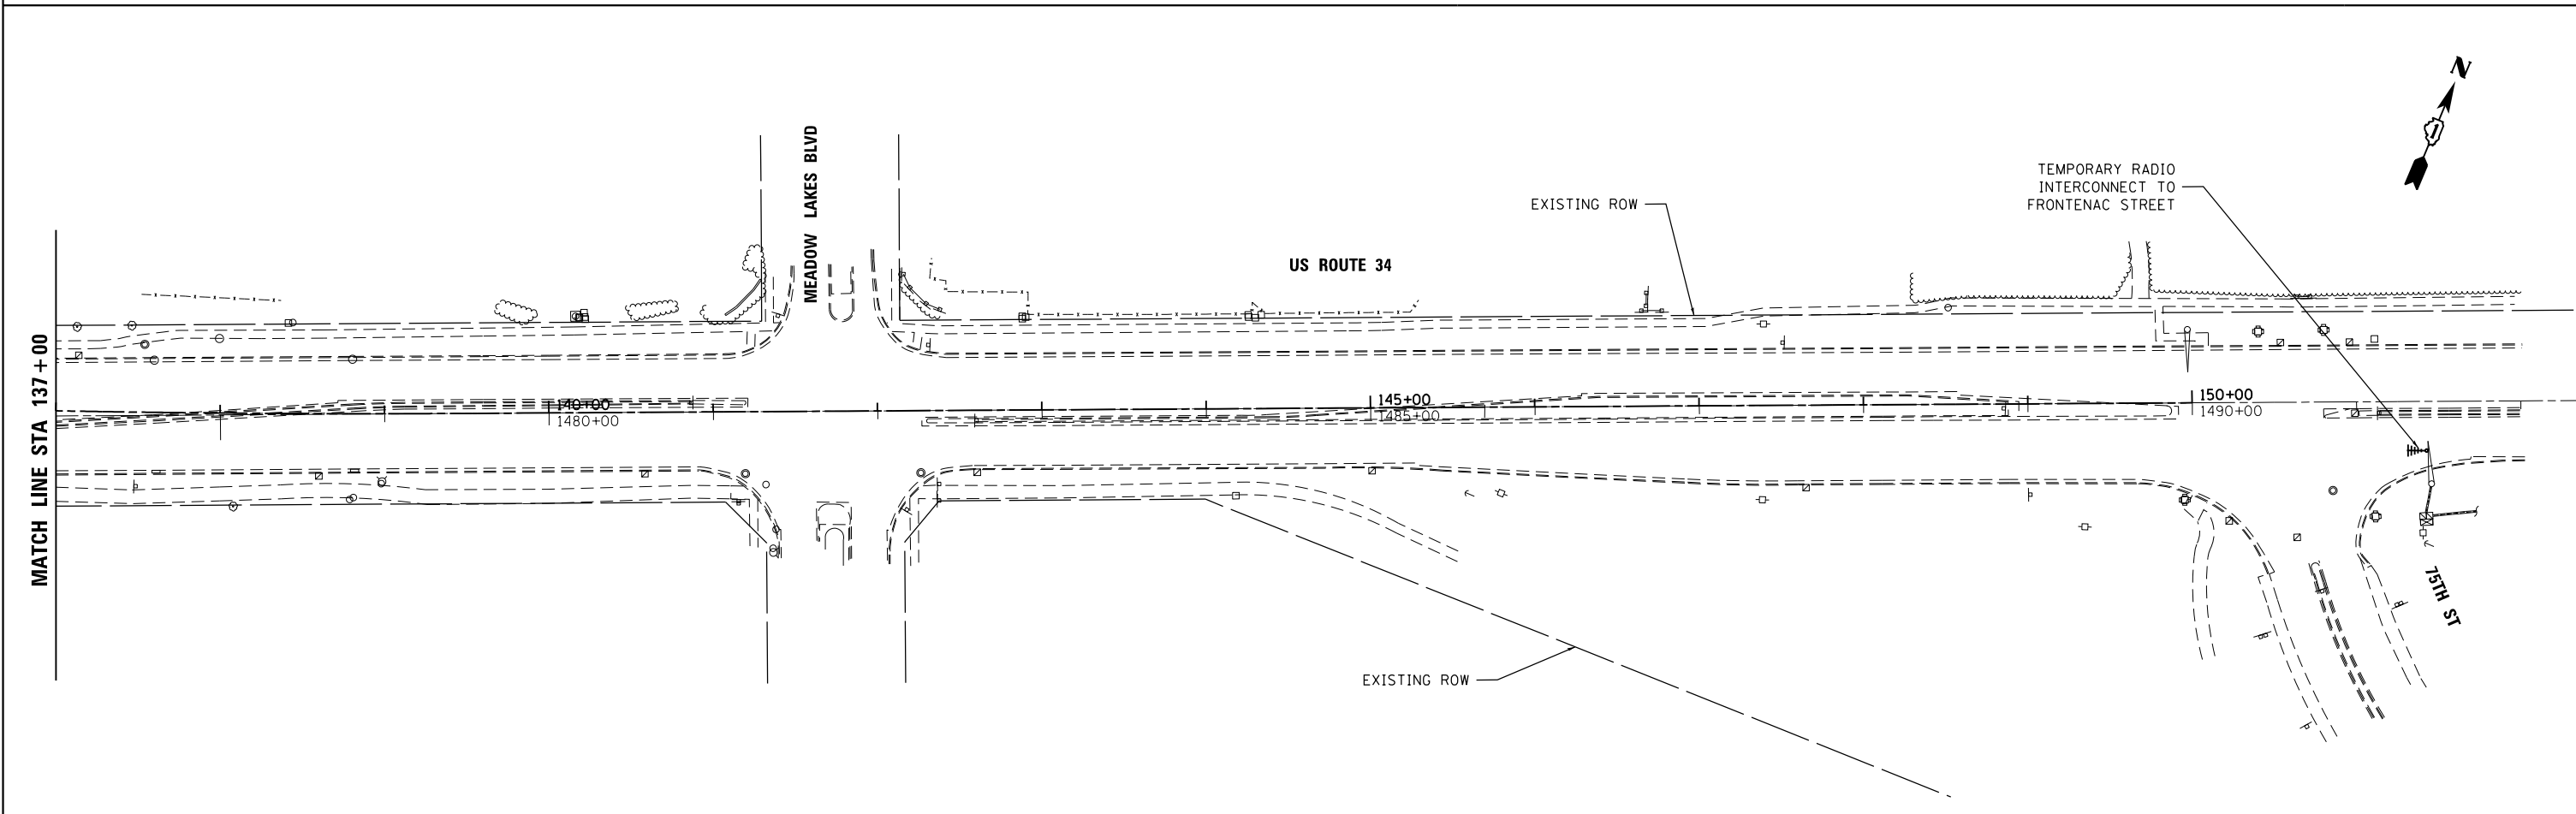 N
MEADOW LAKES BLVD
TEMPORARY RADIO
INTERCONNECT TO
FRONTENAC STREET
EXISTING ROW
US ROUTE 34
MATCH LINE STA 137+00
140+00
1480+00
145+00
1485+00
150+00
1490+00
75TH ST
EXISTING ROW